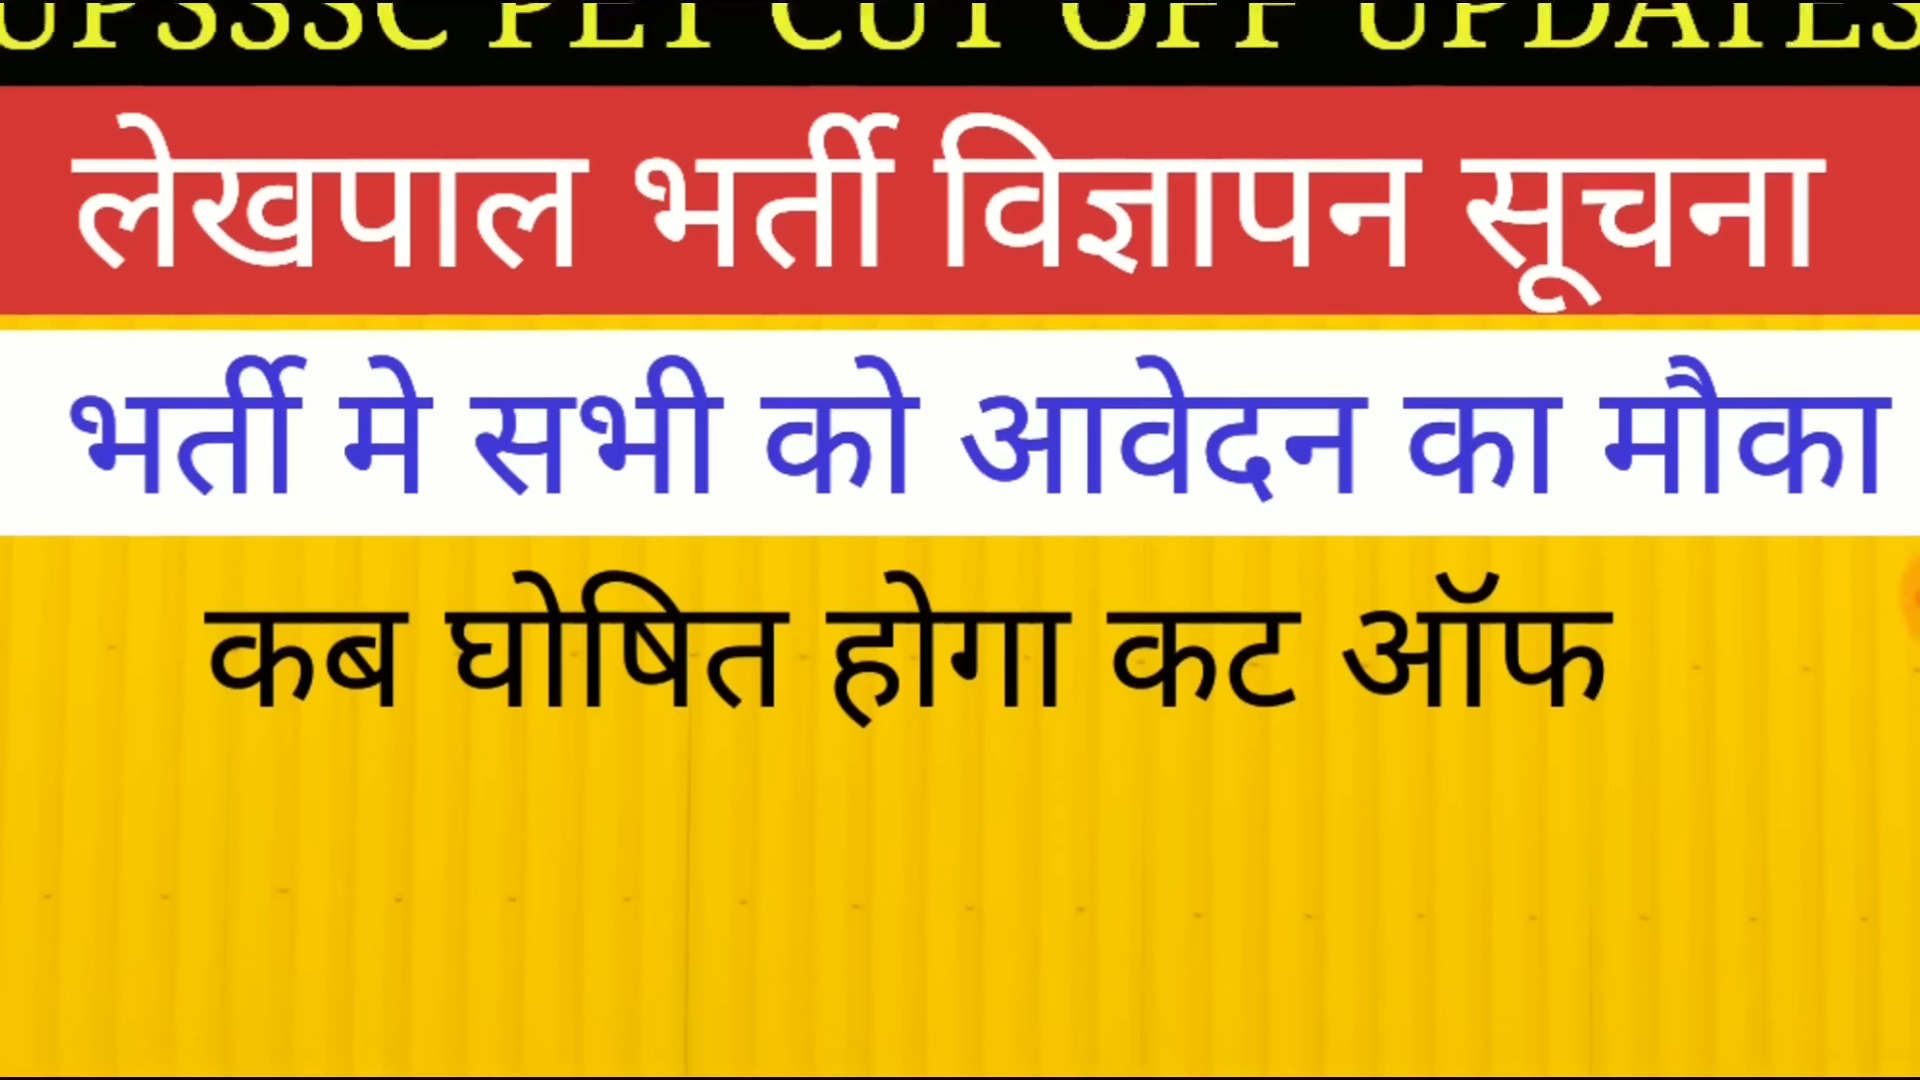 UPSSSC PET CUT OFF UPDATES
लेखपाल भर्ती विज्ञापन सूचना
भर्ती मे सभी को आवेदन का मौका
कब घोषित होगा कट ऑफ